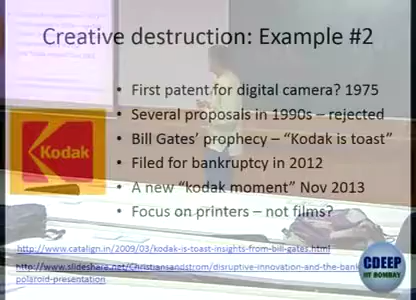 Creative destruction: Example #2
• First patent for digital camera? 1975
• Several proposals in 1990s – rejected
• Bill Gates' prophecy – “Kodak is toast”
• Filed for bankruptcy in 2012
• A new “kodak moment” Nov 2013
• Focus on printers – not films?
Kodak
http://www.catalign.in/2009/03/kodak-is-toast-insights-from-bill-gates.html
http://www.slideshare.net/Christiansandstrom/disruptive-innovation-and-the-bank
polaroid-presentation
CDEEP
IIT BOMBAY